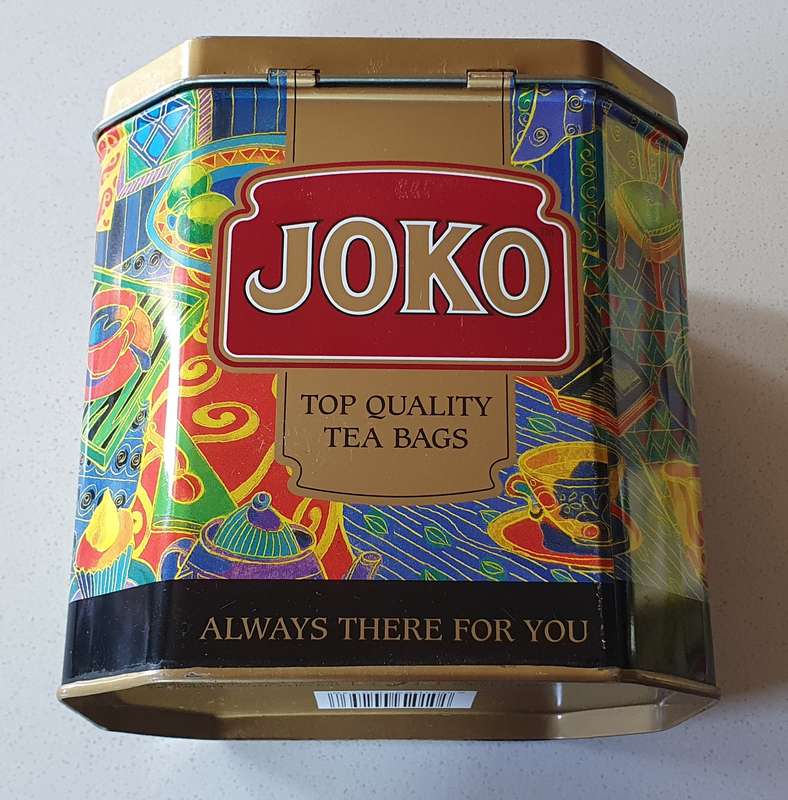 JOKO
TOP QUALITY
TEA BAGS
ALWAYS THERE FOR YOU